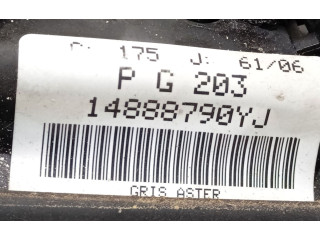 175 J: 61/06
P G 203
14888790YJ
GRIS ASTER